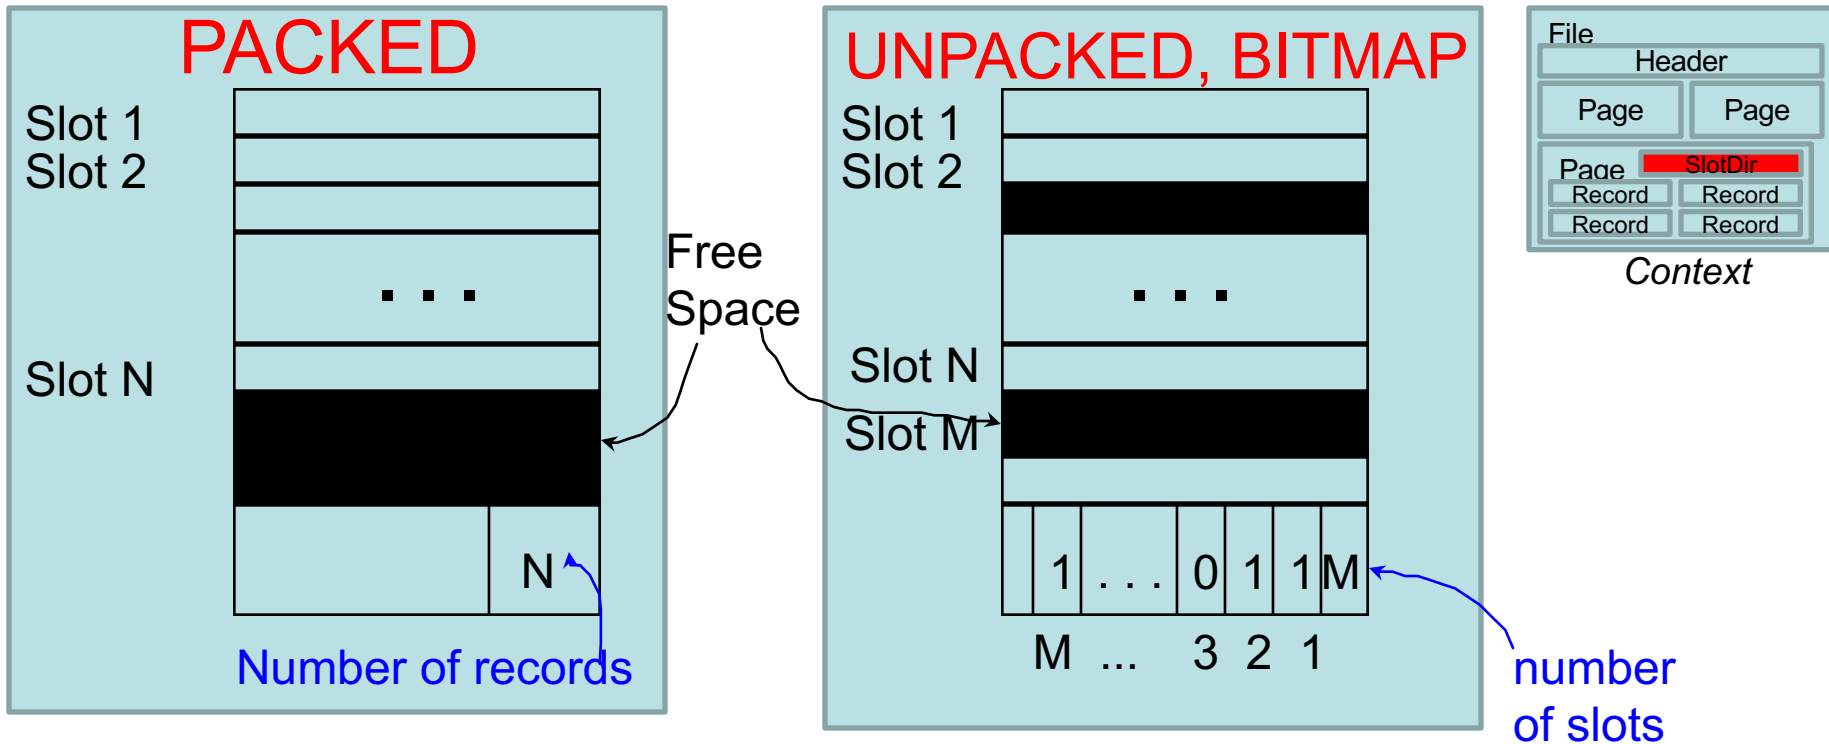 PACKED
Slot 1
Slot 2
. . .
Slot N
N
Number of records
Free
Space
UNPACKED, BITMAP
Slot 1
Slot 2
. . .
Slot N
Slot M
1 . . . 0 1 1 M
M ... 3 2 1
number
of slots
File
Header
Page Page
Page SlotDir
Record Record
Record Record
Context